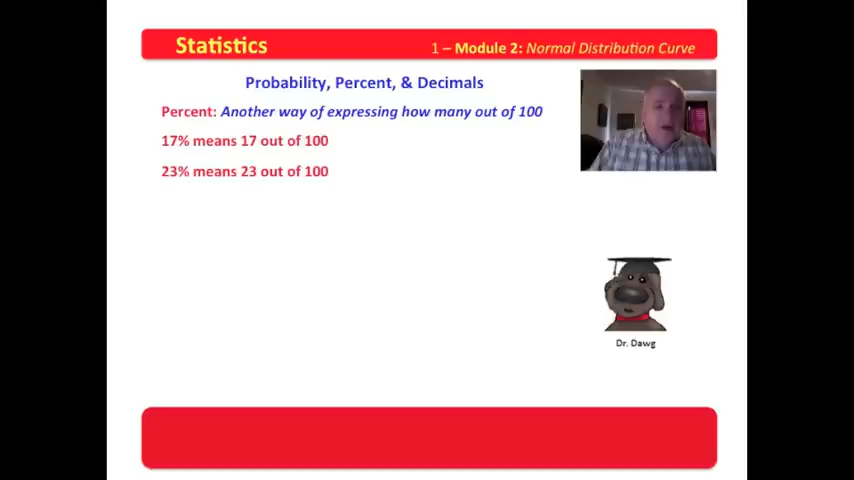 Statistics
1 – Module 2: Normal Distribution Curve
Probability, Percent, & Decimals
Percent: Another way of expressing how many out of 100
17% means 17 out of 100
23% means 23 out of 100
Dr. Dawg